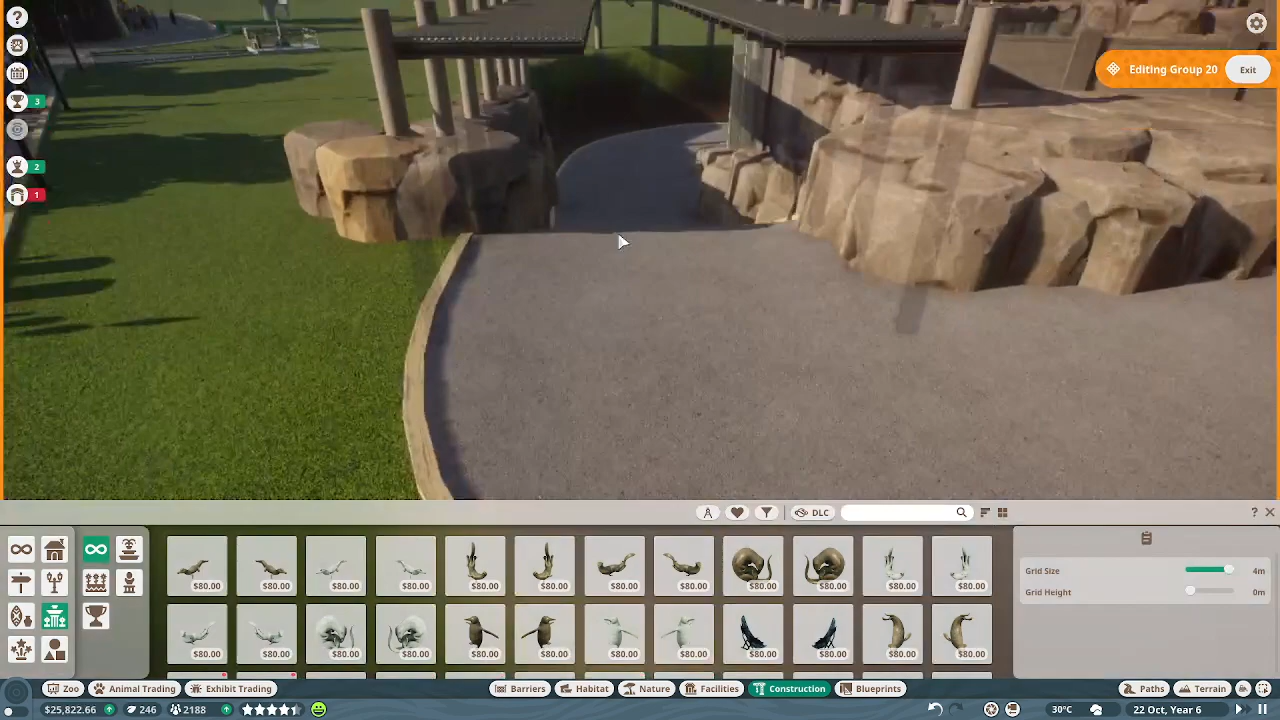 ?
Editing Group 20 Exit
3
2
1
DLC
?
$80.00 $80.00 $80.00 $80.00 $80.00 $80.00 $80.00 $80.00 $80.00 $80.00 $80.00 $80.00
Grid Size 4m
Grid Height 0m
$80.00 $80.00 $80.00 $80.00 $80.00 $80.00 $80.00 $80.00 $80.00 $80.00 $80.00 $80.00
Zoo Animal Trading Exhibit Trading Barriers Habitat Nature Facilities Construction Blueprints Paths Terrain
$25,822.66 246 2188 30°C 22 Oct, Year 6